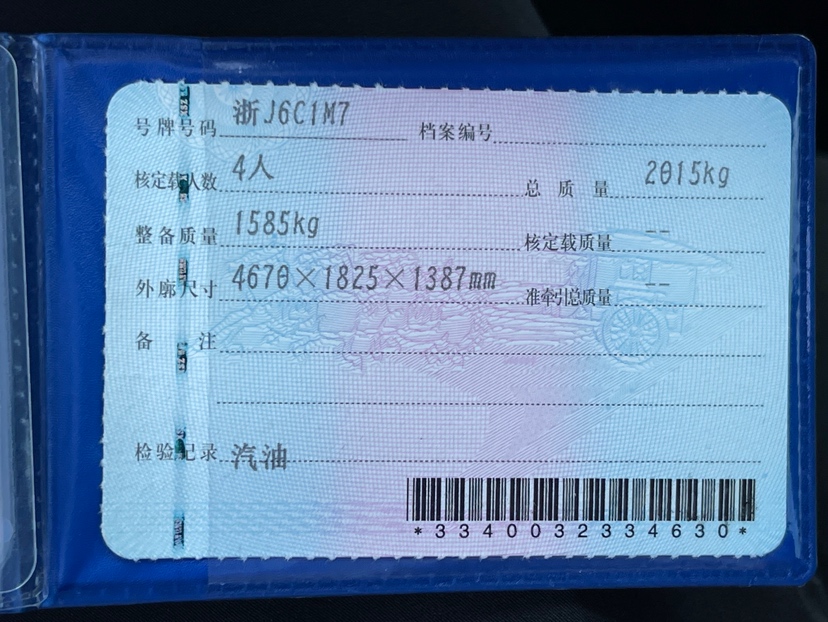 号牌号码 浙J6C1M7 档案编号
核定载人数 4人 总质量 2015kg
整备质量 1585kg 核定载质量 --
外廓尺寸 4670×1825×1387mm 准牵引总质量 --
备注
检验记录 汽油
*3340032334630*